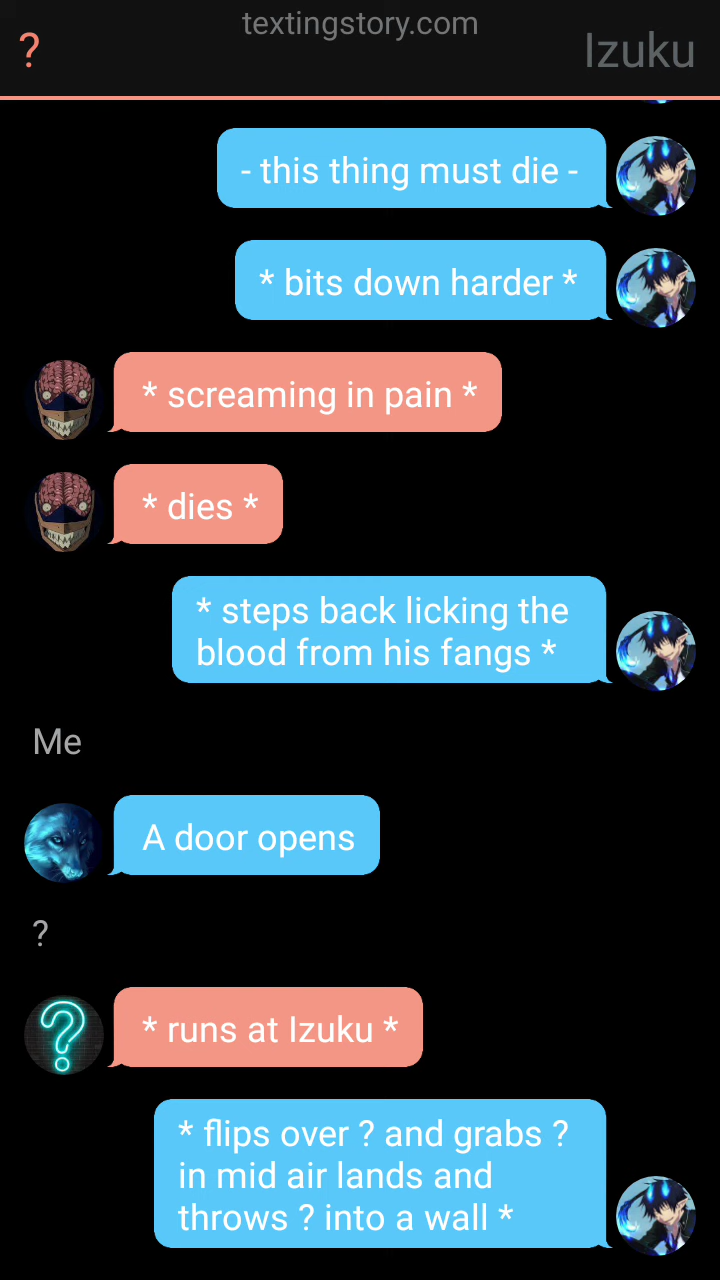 textingstory.com
?
Izuku
- this thing must die -
* bits down harder *
* screaming in pain *
* dies *
* steps back licking the
blood from his fangs *
Me
A door opens
?
?
* runs at Izuku *
* flips over ? and grabs ?
in mid air lands and
throws ? into a wall *